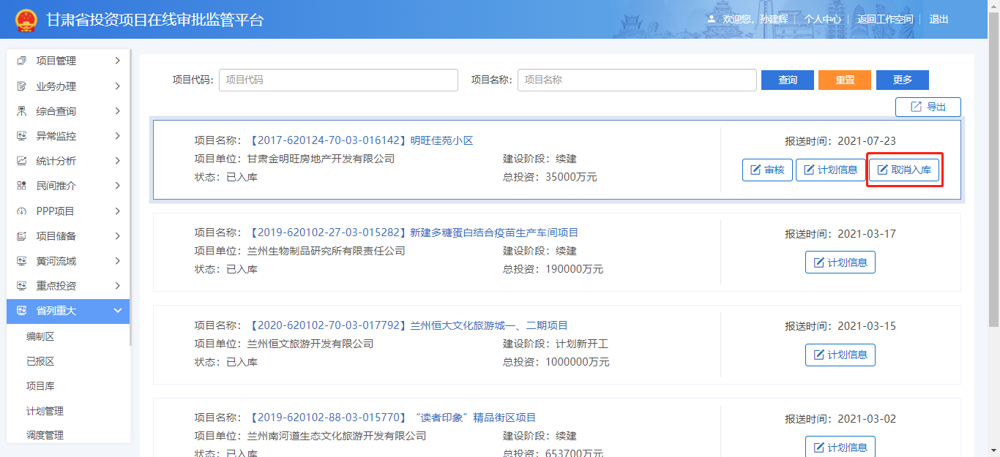 甘肃省投资项目在线审批监管平台
欢迎您, 孙建辉 个人中心 返回工作空间 退出
项目管理
业务办理
综合查询
异常监控
统计分析
民间推介
PPP项目
项目储备
黄河流域
重点投资
省列重大
编制区
已报区
项目库
计划管理
调度管理
项目代码: 项目代码 项目名称: 项目名称 查询 重置 更多
导出
项目名称: 【2017-620124-70-03-016142】明旺佳苑小区
项目单位: 甘肃金明旺房地产开发有限公司 建设阶段: 续建
状态: 已入库 总投资: 35000万元
报送时间: 2021-07-23
审核 计划信息 取消入库
项目名称: 【2019-620102-27-03-015282】新建多糖蛋白结合疫苗生产车间项目
项目单位: 兰州生物制品研究所有限责任公司 建设阶段: 续建
状态: 已入库 总投资: 190000万元
报送时间: 2021-03-17
计划信息
项目名称: 【2020-620102-70-03-017792】兰州恒大文化旅游城一、二期项目
项目单位: 兰州恒文旅游开发有限公司 建设阶段: 计划新开工
状态: 已入库 总投资: 1000000万元
报送时间: 2021-03-15
计划信息
项目名称: 【2019-620102-88-03-015770】“读者印象”精品街区项目
项目单位: 兰州南河道生态文化旅游开发有限公司 建设阶段: 续建
状态: 已入库 总投资: 653700万元
报送时间: 2021-03-02
计划信息